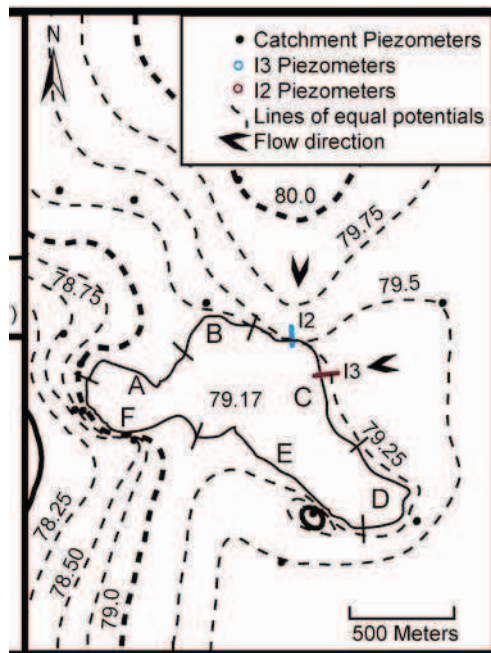 N
Catchment Piezometers
I3 Piezometers
I2 Piezometers
Lines of equal potentials
Flow direction
80.0
79.75
79.5
78.75
)
I2
B
I3
A
79.17
C
F
79.25
E
D
78.25
78.50
79.0
500 Meters